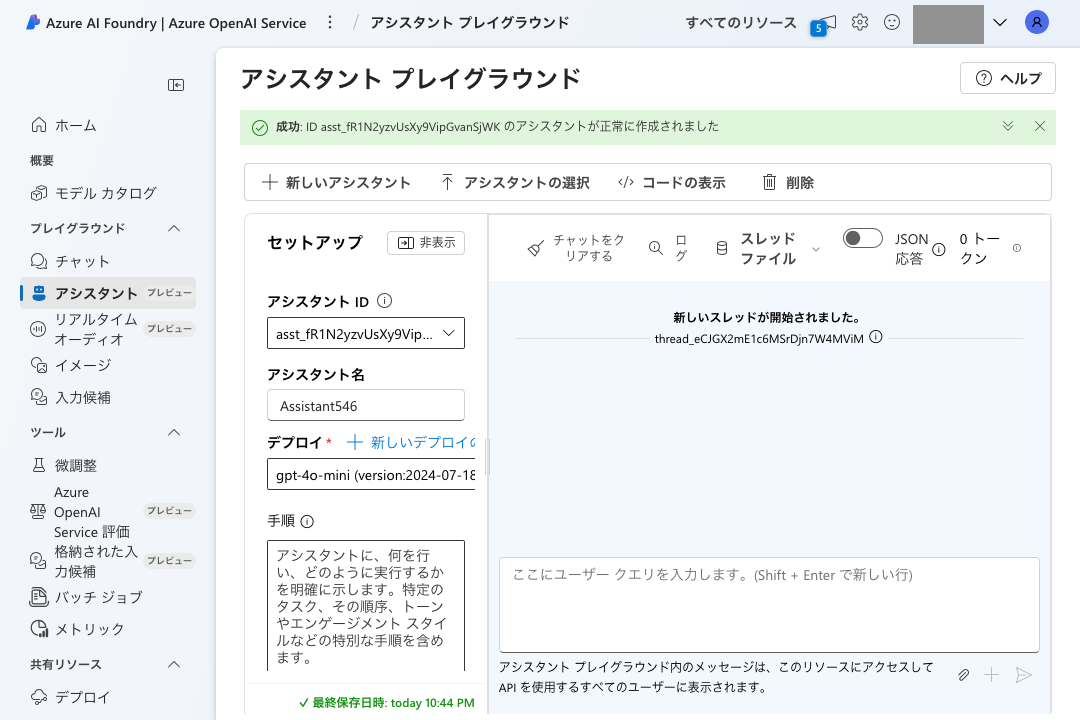 Azure AI Foundry | Azure OpenAI Service
アシスタント プレイグラウンド
すべてのリソース
5
A
アシスタント プレイグラウンド
ヘルプ
成功: ID asst_fR1N2yzvUsXy9VipGvanSjWK のアシスタントが正常に作成されました
ホーム
概要
モデル カタログ
プレイグラウンド
チャット
アシスタント プレビュー
リアルタイム
オーディオ
プレビュー
イメージ
入力候補
ツール
微調整
Azure
OpenAI
Service 評価
プレビュー
格納された入
力候補
プレビュー
バッチ ジョブ
メトリック
共有リソース
デプロイ
新しいアシスタント
アシスタントの選択
コードの表示
削除
セットアップ
非表示
アシスタント ID
asst_fR1N2yzvUsXy9Vip...
アシスタント名
Assistant546
デプロイ * 新しいデプロイの
gpt-4o-mini (version:2024-07-18
手順
アシスタントに、何を行
い、どのように実行するか
を明確に示します。特定の
タスク、その順序、トーン
やエンゲージメント スタイ
ルなどの特別な手順を含め
ます。
最終保存日時: today 10:44 PM
チャットをク
リアする
ロ
グ
スレッド
ファイル
JSON
応答
0 トー
クン
新しいスレッドが開始されました。
thread_eCJGX2mE1c6MSrDjn7W4MViM
ここにユーザー クエリを入力します。(Shift + Enter で新しい行)
アシスタント プレイグラウンド内のメッセージは、このリソースにアクセスして
API を使用するすべてのユーザーに表示されます。